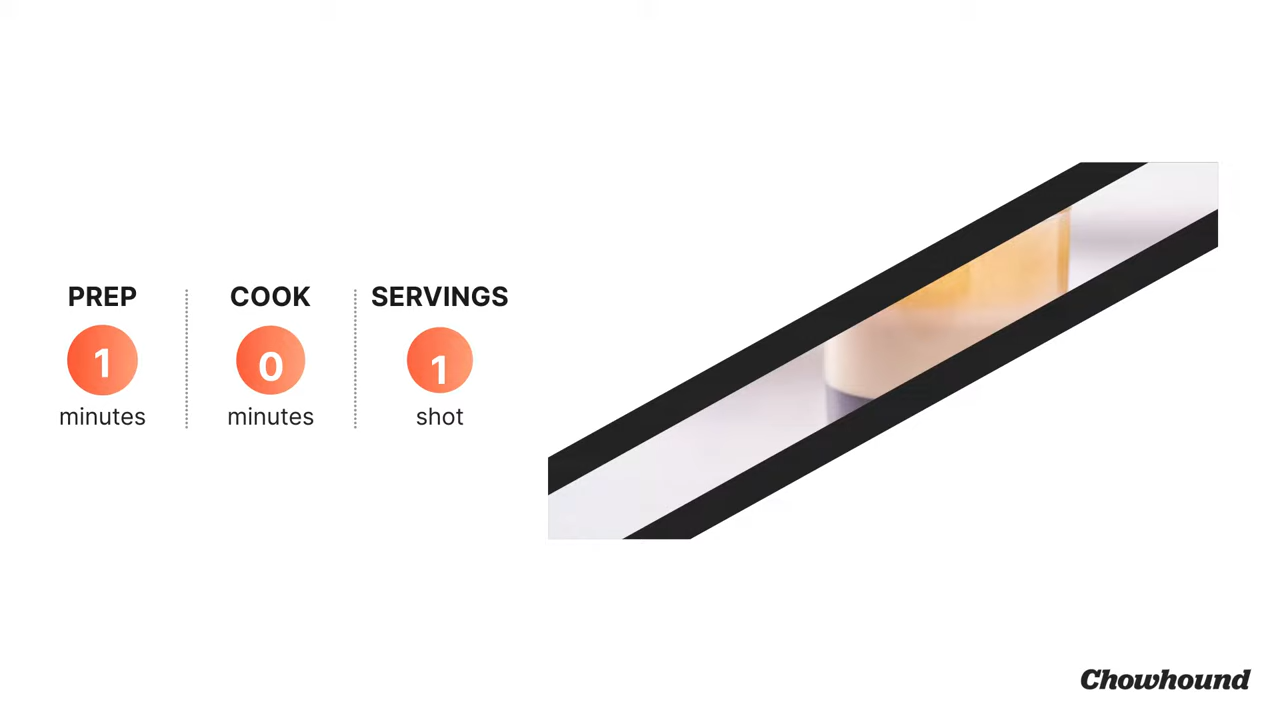 PREP
1
minutes
COOK
0
minutes
SERVINGS
1
shot
Chowhound